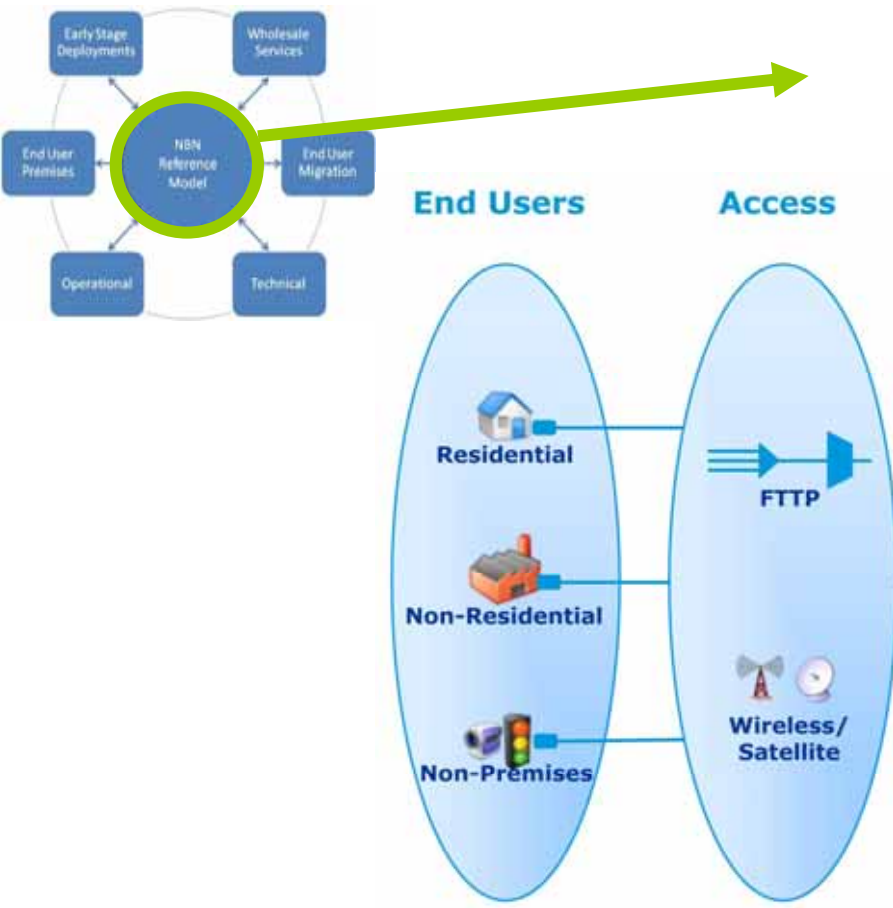 Early Stage
Deployments
Wholesale
Services
End User
Premises
NBN
Reference
Model
End User
Migration
Operational
Technical
End Users
Access
Residential
FTTP
Non-Residential
Wireless/
Satellite
Non-Premises